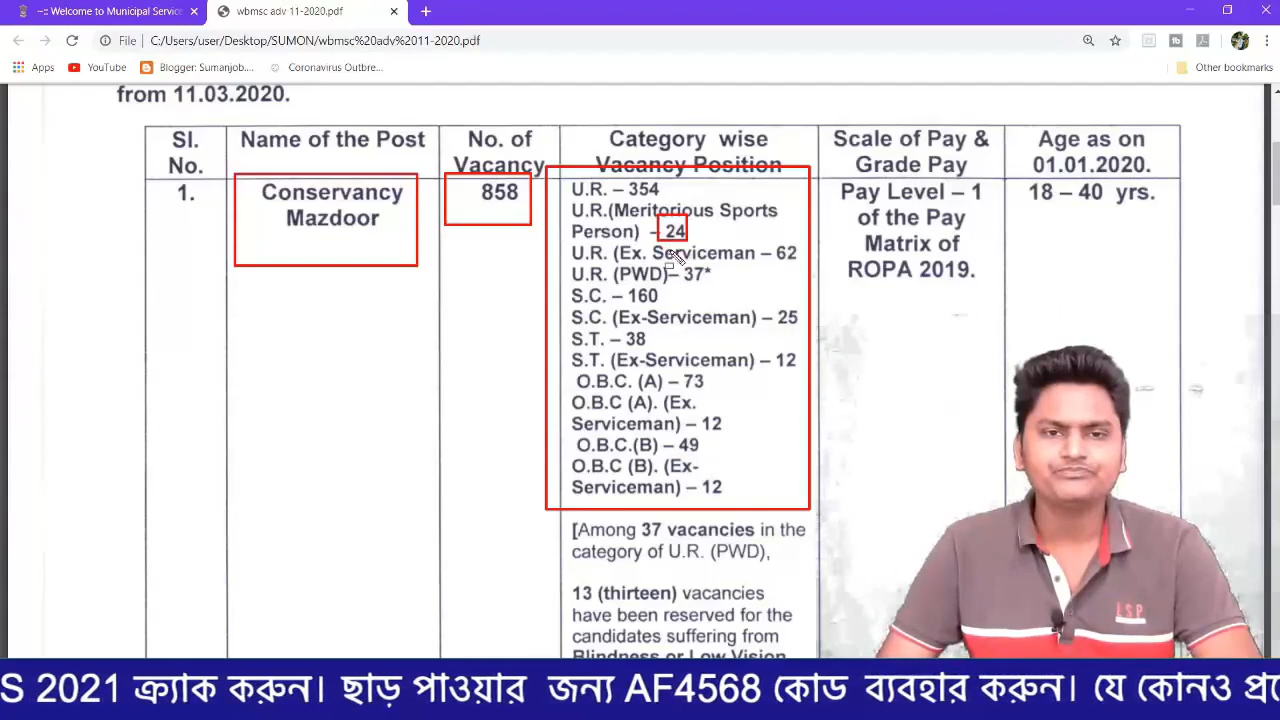 -:: Welcome to Municipal Service
wbmsc adv 11-2020.pdf
File
C:/Users/user/Desktop/SUMON/wbmsc%20adv%2011-2020.pdf
Apps
YouTube
Blogger: Sumanjob....
Coronavirus Outbre...
Other bookmarks
from 11.03.2020.
Sl. No.
Name of the Post
No. of Vacancy
Category wise Vacancy Position
Scale of Pay & Grade Pay
Age as on 01.01.2020.
1.
Conservancy
Mazdoor
858
U.R. – 354
U.R.(Meritorious Sports
Person) – 24
U.R. (Ex. Serviceman – 62
U.R. (PWD)– 37*
S.C. – 160
S.C. (Ex-Serviceman) – 25
S.T. – 38
S.T. (Ex-Serviceman) – 12
O.B.C. (A) – 73
O.B.C (A). (Ex.
Serviceman) – 12
O.B.C.(B) – 49
O.B.C (B). (Ex-
Serviceman) – 12
[Among 37 vacancies in the
category of U.R. (PWD),
13 (thirteen) vacancies
have been reserved for the
candidates suffering from
Blindness or Low Vision
Pay Level – 1
of the Pay
Matrix of
ROPA 2019.
18 – 40 yrs.
LSP
S 2021 ক্র্যাক করুন। ছাড় পাওয়ার জন্য AF4568 কোড ব্যবহার করুন। যে কোনও